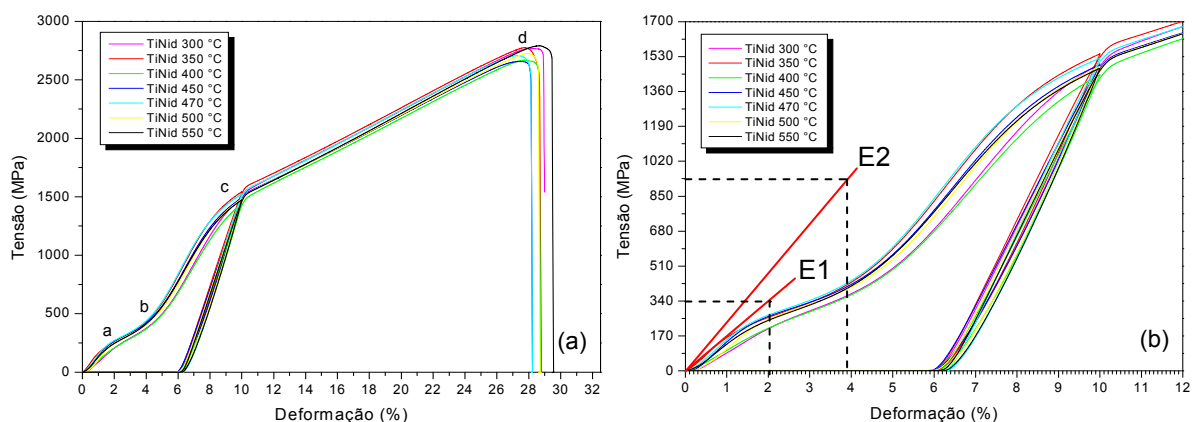 3000
2500
2000
1500
1000
500
0
Tensão (MPa)
TiNid 300 °C
TiNid 350 °C
TiNid 400 °C
TiNid 450 °C
TiNid 470 °C
TiNid 500 °C
TiNid 550 °C
a
b
c
d
(a)
0 2 4 6 8 10 12 14 16 18 20 22 24 26 28 30 32
Deformação (%)
1700
1530
1360
1190
1020
850
680
510
340
170
0
Tensão (MPa)
TiNid 300 °C
TiNid 350 °C
TiNid 400 °C
TiNid 450 °C
TiNid 470 °C
TiNid 500 °C
TiNid 550 °C
E2
E1
(b)
0 1 2 3 4 5 6 7 8 9 10 11 12
Deformação (%)